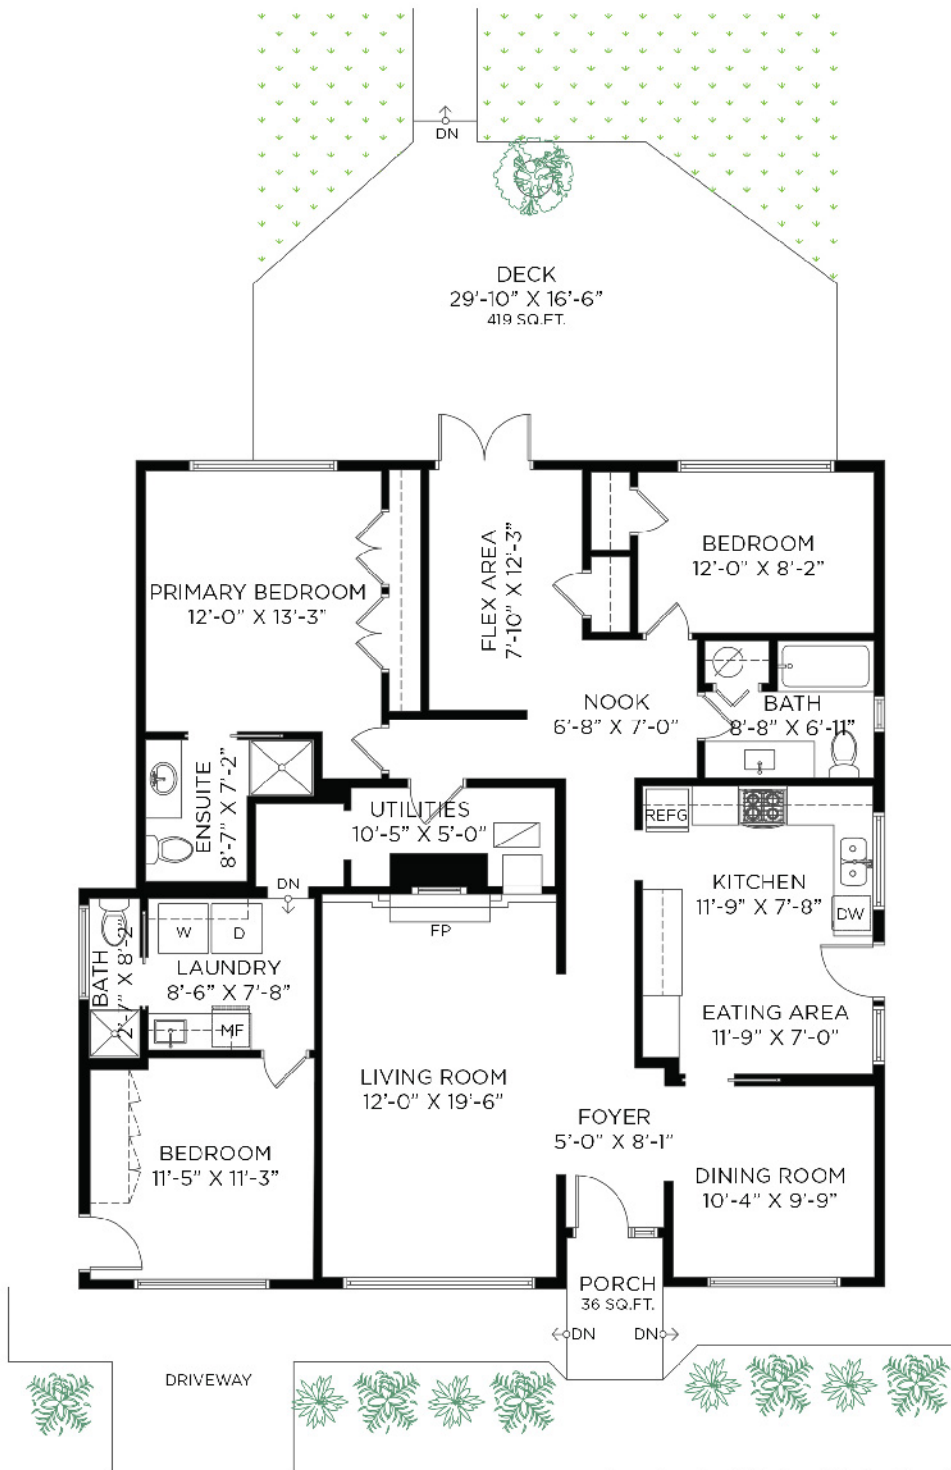 DN
DECK
29'-10" X 16'-6"
419 SQ.FT.
PRIMARY BEDROOM
12'-0" X 13'-3"
FLEX AREA
7'-10" X 12'-3"
BEDROOM
12'-0" X 8'-2"
NOOK
6'-8" X 7'-0"
BATH
8'-8" X 6'-11"
ENSUITE
8'-7" X 7'-2"
UTILITIES
10'-5" X 5'-0"
REFG
KITCHEN
11'-9" X 7'-8"
DW
DN
FP
W
D
BATH
2'-7" X 8'-2"
LAUNDRY
8'-6" X 7'-8"
MF
EATING AREA
11'-9" X 7'-0"
LIVING ROOM
12'-0" X 19'-6"
FOYER
5'-0" X 8'-1"
BEDROOM
11'-5" X 11'-3"
DINING ROOM
10'-4" X 9'-9"
PORCH
36 SQ.FT.
DN
DN
DRIVEWAY